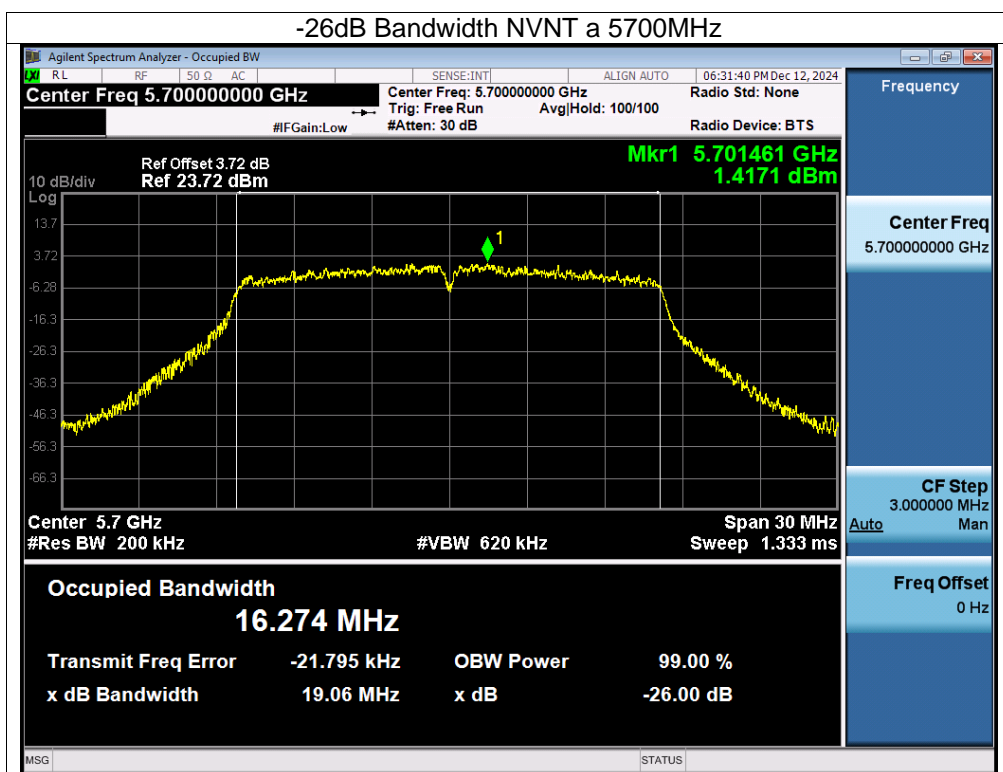 -26dB Bandwidth NVNT a 5700MHz
Agilent Spectrum Analyzer - Occupied BW
LXI RL RF 50 Ω AC SENSE:INT ALIGN AUTO 06:31:40 PM Dec 12, 2024
Center Freq 5.700000000 GHz
Center Freq: 5.700000000 GHz
Radio Std: None
Trig: Free Run Avg|Hold: 100/100
#IFGain:Low #Atten: 30 dB Radio Device: BTS
Mkr1 5.701461 GHz
1.4171 dBm
Ref Offset 3.72 dB
10 dB/div Ref 23.72 dBm
Log
13.7
1
3.72
-6.28
-16.3
-26.3
-36.3
-46.3
-56.3
-66.3
Center 5.7 GHz Span 30 MHz
#Res BW 200 kHz #VBW 620 kHz Sweep 1.333 ms
Occupied Bandwidth
16.274 MHz
Transmit Freq Error -21.795 kHz OBW Power 99.00 %
x dB Bandwidth 19.06 MHz x dB -26.00 dB
MSG STATUS
Frequency
Center Freq
5.700000000 GHz
CF Step
3.000000 MHz
Auto Man
Freq Offset
0 Hz